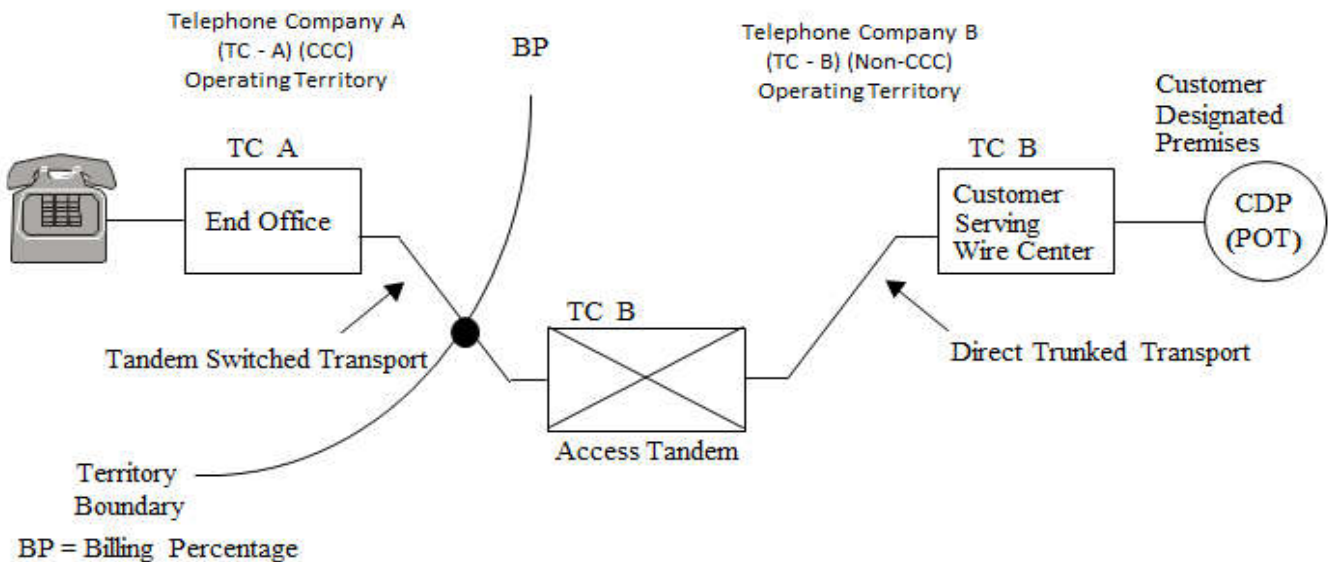 Telephone Company A
(TC - A) (CCC)
Operating Territory
BP
Telephone Company B
(TC - B) (Non-CCC)
Operating Territory
Customer
Designated
Premises
TC A
End Office
TC B
Customer
Serving
Wire Center
CDP
(POT)
Tandem Switched Transport
TC B
Access Tandem
Direct Trunked Transport
Territory
Boundary
BP = Billing Percentage